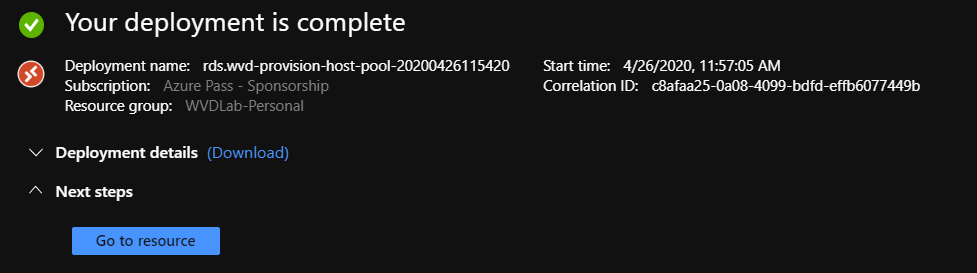 Your deployment is complete
Deployment name: rds.wvd-provision-host-pool-20200426115420
Start time: 4/26/2020, 11:57:05 AM
Subscription: Azure Pass - Sponsorship
Correlation ID: c8afaa25-0a08-4099-bdfd-effb6077449b
Resource group: WVDLab-Personal
Deployment details (Download)
Next steps
Go to resource